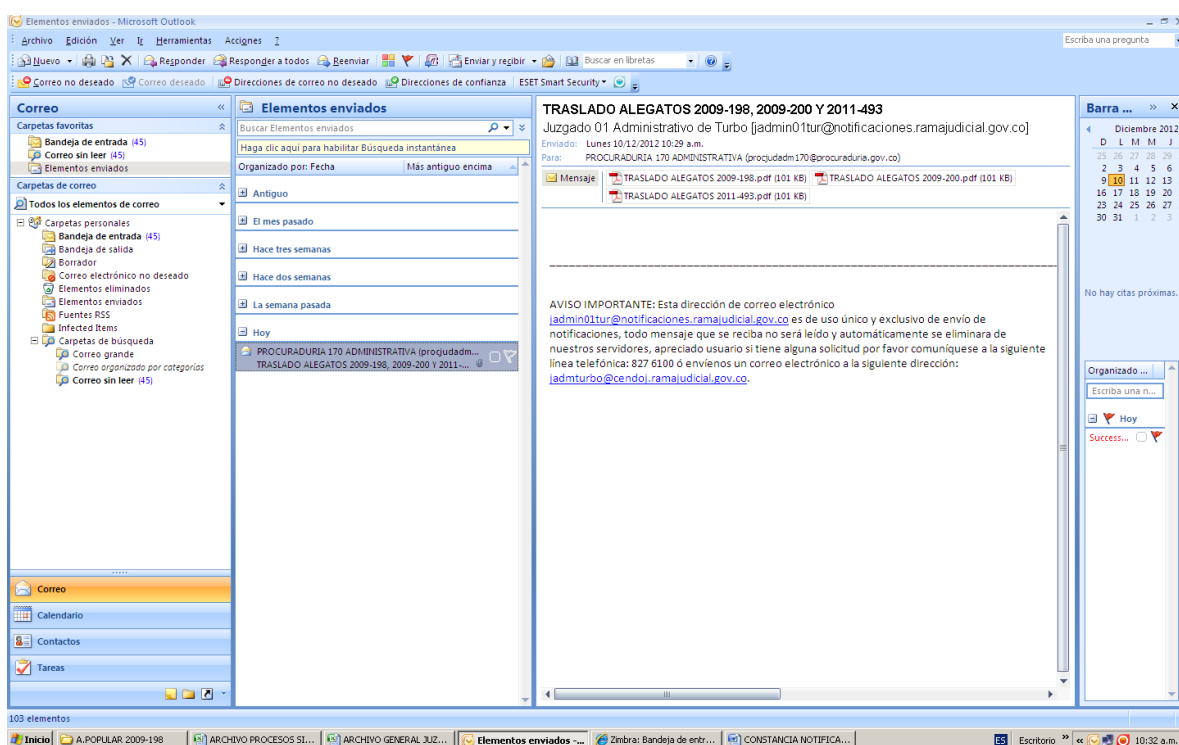 Elementos enviados - Microsoft Outlook
Archivo Edición Ver Ir Herramientas Acciones ?
Escriba una pregunta
Nuevo Responder Responder a todos Reenviar Enviar y recibir Buscar en libretas
Correo no deseado Correo deseado Direcciones de correo no deseado Direcciones de confianza ESET Smart Security
Correo
Carpetas favoritas
Bandeja de entrada (45)
Correo sin leer (45)
Elementos enviados
Carpetas de correo
Todos los elementos de correo
Carpetas personales
Bandeja de entrada (45)
Bandeja de salida
Borrador
Correo electrónico no deseado
Elementos eliminados
Elementos enviados
Fuentes RSS
Infected Items
Carpetas de búsqueda
Correo grande
Correo organizado por categorías
Correo sin leer (45)
Correo
Calendario
Contactos
Tareas
Elementos enviados
Buscar Elementos enviados
Haga clic aquí para habilitar Búsqueda instantánea
Organizado por: Fecha Más antiguo encima
Antiguo
El mes pasado
Hace tres semanas
Hace dos semanas
La semana pasada
Hoy
PROCURADURIA 170 ADMINISTRATIVA (procjudadm...
TRASLADO ALEGATOS 2009-198, 2009-200 Y 2011-...
TRASLADO ALEGATOS 2009-198, 2009-200 Y 2011-493
Juzgado 01 Administrativo de Turbo [jadmin01tur@notificaciones.ramajudicial.gov.co]
Enviado: Lunes 10/12/2012 10:29 a.m.
Para: PROCURADURIA 170 ADMINISTRATIVA (procjudadm170@procuraduria.gov.co)
Mensaje TRASLADO ALEGATOS 2009-198.pdf (101 KB) TRASLADO ALEGATOS 2009-200.pdf (101 KB)
TRASLADO ALEGATOS 2011-493.pdf (101 KB)
AVISO IMPORTANTE: Esta dirección de correo electrónico
jadmin01tur@notificaciones.ramajudicial.gov.co es de uso único y exclusivo de envío de
notificaciones, todo mensaje que se reciba no será leído y automáticamente se eliminara de
nuestros servidores, apreciado usuario si tiene alguna solicitud por favor comuníquese a la siguiente
línea telefónica: 827 6100 ó envíenos un correo electrónico a la siguiente dirección:
jadmturbo@cendoj.ramajudicial.gov.co.
Barra ...
Diciembre 2012
D L M M J
25 26 27 28 29
2 3 4 5 6
9 10 11 12 13
16 17 18 19 20
23 24 25 26 27
30 31 1 2 3
No hay citas próximas.
Organizado ...
Escriba una n...
Hoy
Success...
103 elementos
Inicio A.POPULAR 2009-198 ARCHIVO PROCESOS SI... ARCHIVO GENERAL JUZ... Elementos enviados -... Zimbra: Bandeja de entr... CONSTANCIA NOTIFICA... ES Escritorio 10:32 a.m.